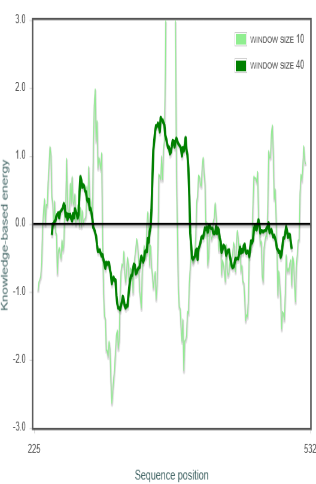 3.0
WINDOW SIZE 10
WINDOW SIZE 40
2.0
1.0
0.0
-1.0
-2.0
-3.0
Knowledge-based energy
225
532
Sequence position